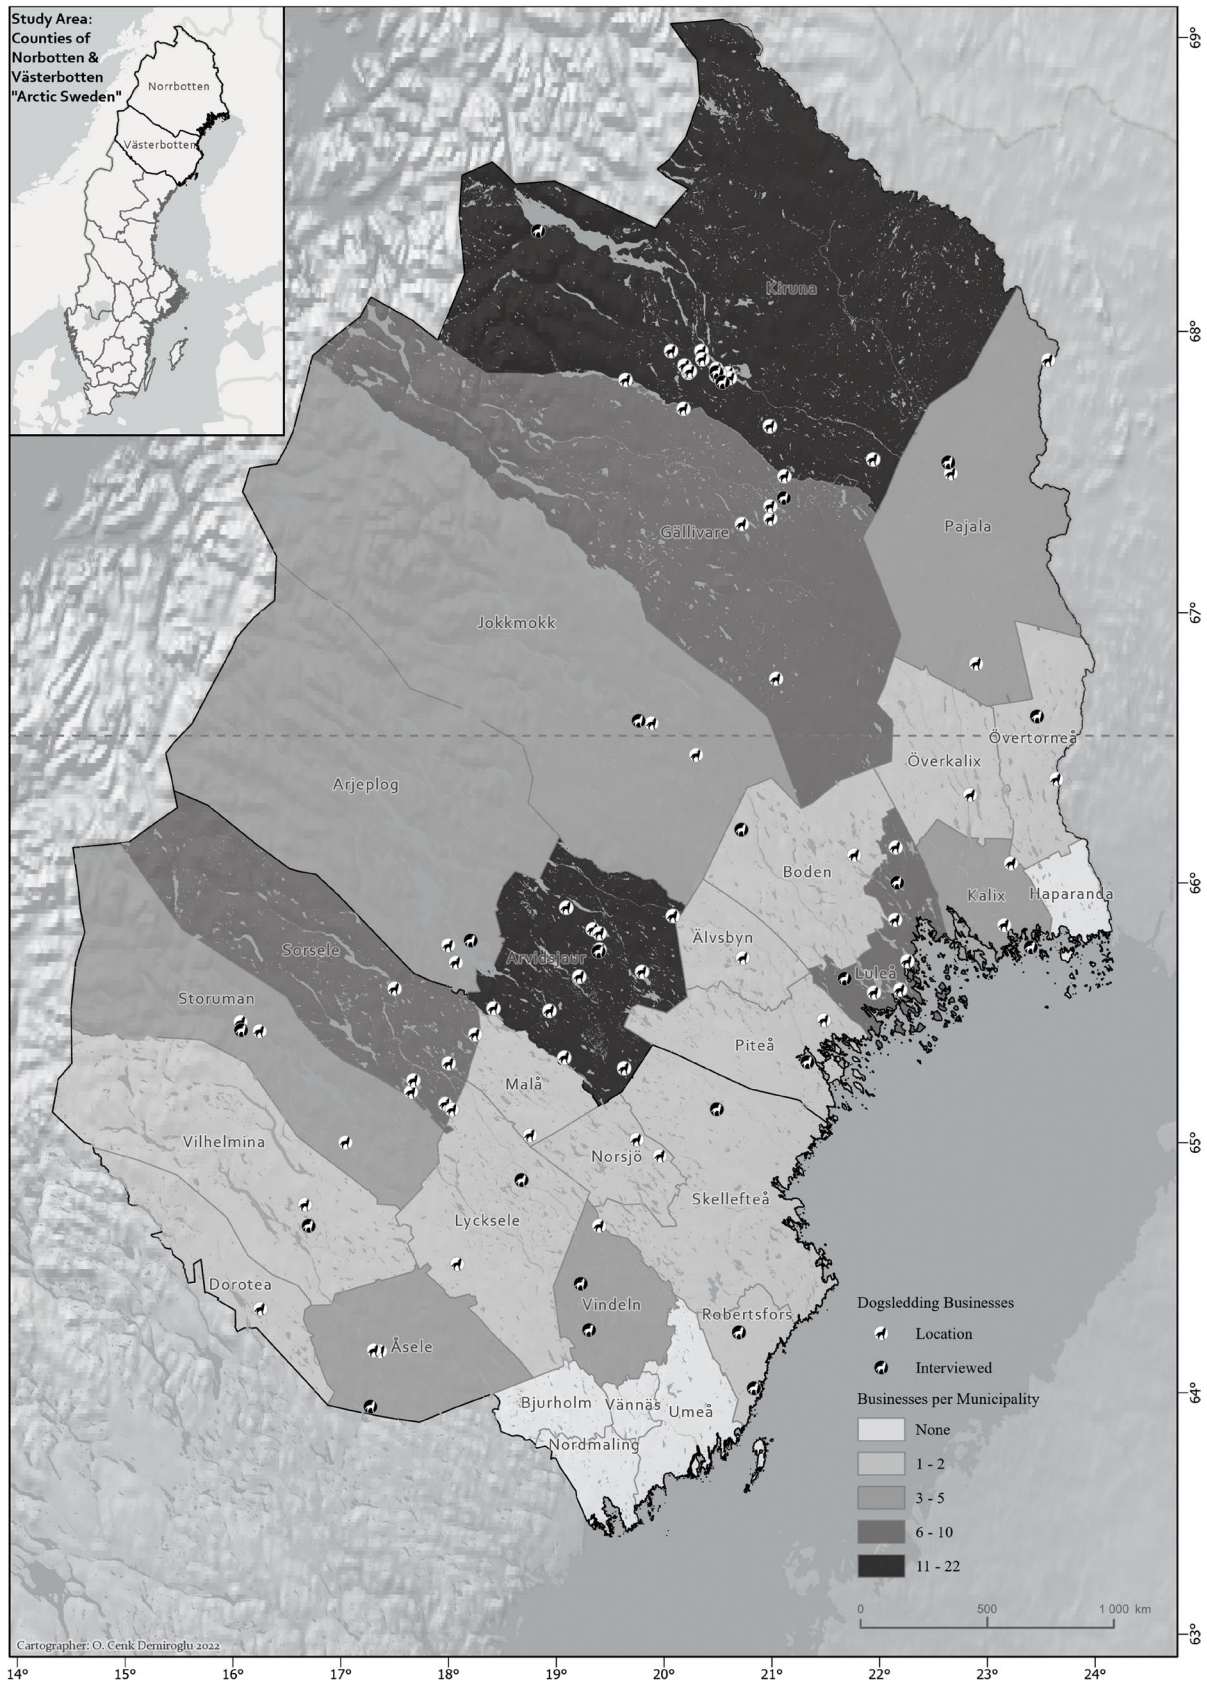 Study Area:
Counties of
Norbotten &
Västerbotten
"Arctic Sweden"
Norrbotten
Västerbotten
69°
Kiruna
68°
Pajala
Gällivare
67°
Jokkmokk
Övertorneå
Överkalix
Arjeplog
Boden
66°
Kalix
Haparanda
Älvsbyn
Sorsele
Arvidsjaur
Luleå
Storuman
Piteå
Malå
Vilhelmina
65°
Norsjö
Skellefteå
Lycksele
Dorotea
Vindeln
Robertsfors
Åsele
64°
Bjurholm
Vännäs
Umeå
Nordmaling
Dogsledding Businesses
Location
Interviewed
Businesses per Municipality
None
1 - 2
3 - 5
6 - 10
11 - 22
0 500 1 000 km
63°
Cartographer: O. Cenk Demiroglu 2022
14° 15° 16° 17° 18° 19° 20° 21° 22° 23° 24°